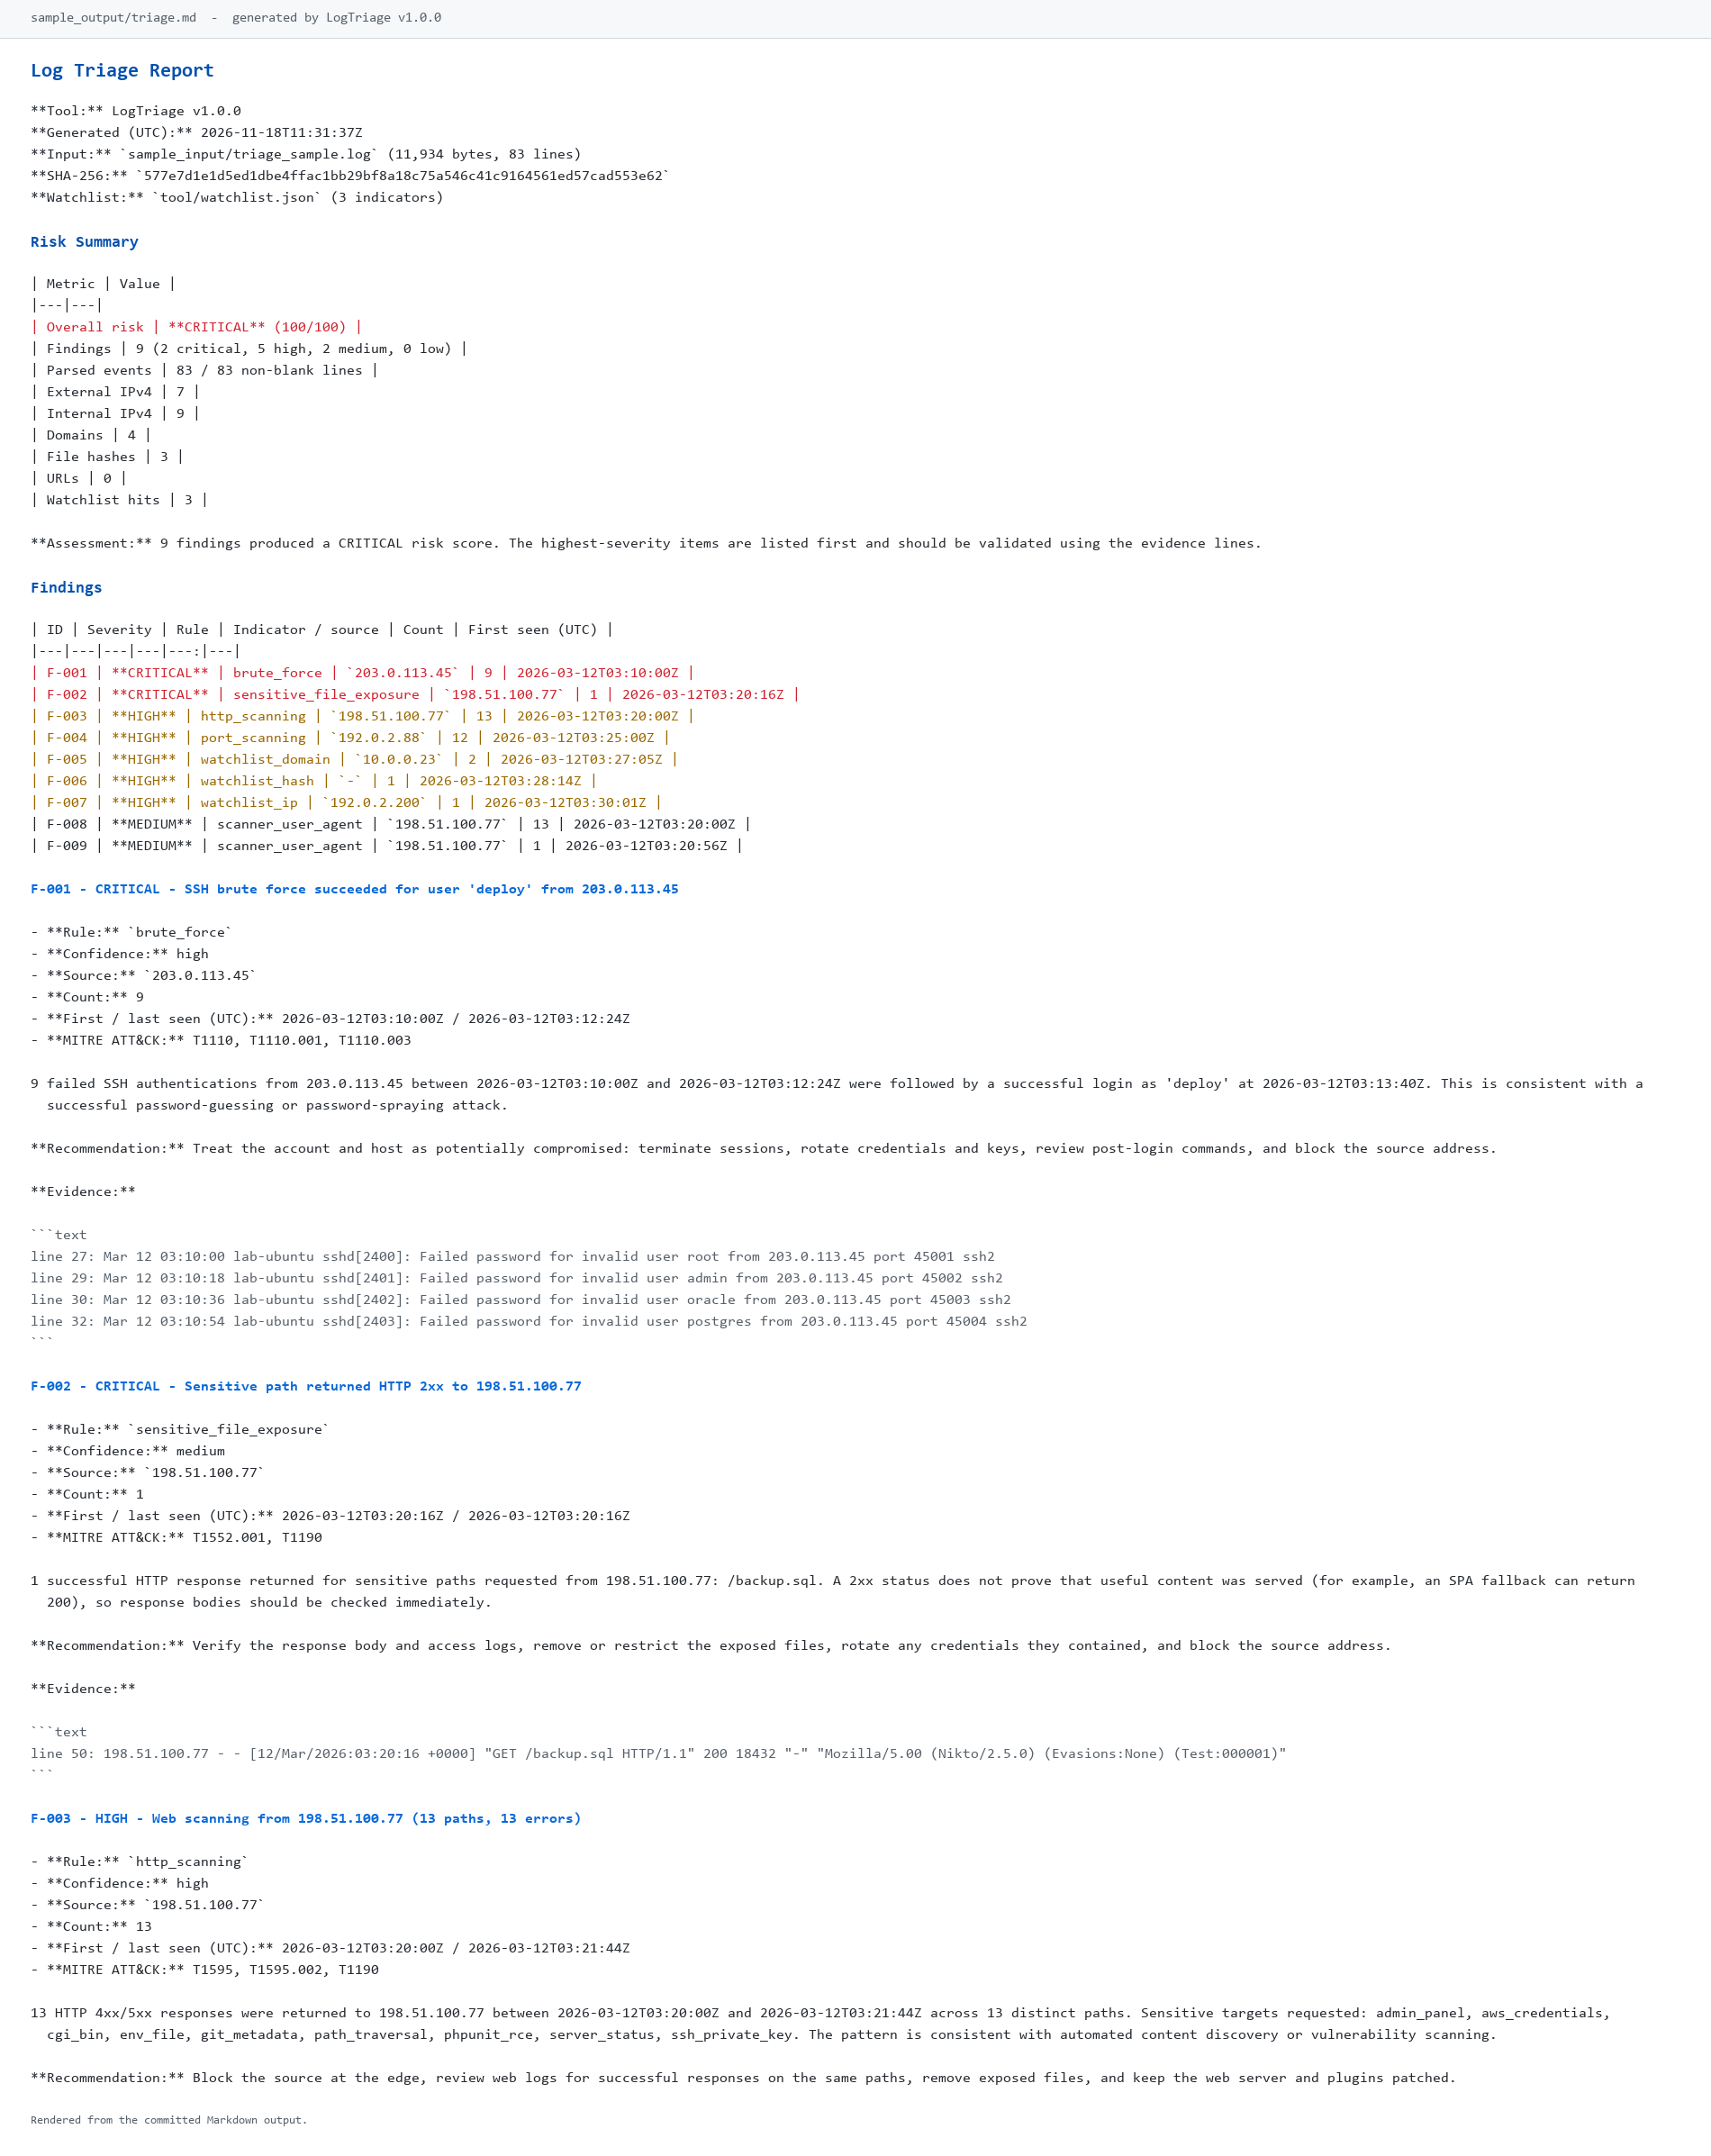 sample_output/triage.md  -  generated by LogTriage v1.0.0
Log Triage Report
**Tool:** LogTriage v1.0.0
**Generated (UTC):** 2026-11-18T11:31:37Z
**Input:** `sample_input/triage_sample.log` (11,934 bytes, 83 lines)
**SHA-256:** `577e7d1e1d5ed1dbe4ffac1bb29bf8a18c75a546c41c9164561ed57cad553e62`
**Watchlist:** `tool/watchlist.json` (3 indicators)
Risk Summary
| Metric | Value |
|---|---|
| Overall risk | **CRITICAL** (100/100) |
| Findings | 9 (2 critical, 5 high, 2 medium, 0 low) |
| Parsed events | 83 / 83 non-blank lines |
| External IPv4 | 7 |
| Internal IPv4 | 9 |
| Domains | 4 |
| File hashes | 3 |
| URLs | 0 |
| Watchlist hits | 3 |
**Assessment:** 9 findings produced a CRITICAL risk score. The highest-severity items are listed first and should be validated using the evidence lines.
Findings
| ID | Severity | Rule | Indicator / source | Count | First seen (UTC) |
|---|---|---|---|---:|---|
| F-001 | **CRITICAL** | brute_force | `203.0.113.45` | 9 | 2026-03-12T03:10:00Z |
| F-002 | **CRITICAL** | sensitive_file_exposure | `198.51.100.77` | 1 | 2026-03-12T03:20:16Z |
| F-003 | **HIGH** | http_scanning | `198.51.100.77` | 13 | 2026-03-12T03:20:00Z |
| F-004 | **HIGH** | port_scanning | `192.0.2.88` | 12 | 2026-03-12T03:25:00Z |
| F-005 | **HIGH** | watchlist_domain | `10.0.0.23` | 2 | 2026-03-12T03:27:05Z |
| F-006 | **HIGH** | watchlist_hash | `-` | 1 | 2026-03-12T03:28:14Z |
| F-007 | **HIGH** | watchlist_ip | `192.0.2.200` | 1 | 2026-03-12T03:30:01Z |
| F-008 | **MEDIUM** | scanner_user_agent | `198.51.100.77` | 13 | 2026-03-12T03:20:00Z |
| F-009 | **MEDIUM** | scanner_user_agent | `198.51.100.77` | 1 | 2026-03-12T03:20:56Z |
F-001 - CRITICAL - SSH brute force succeeded for user 'deploy' from 203.0.113.45
- **Rule:** `brute_force`
- **Confidence:** high
- **Source:** `203.0.113.45`
- **Count:** 9
- **First / last seen (UTC):** 2026-03-12T03:10:00Z / 2026-03-12T03:12:24Z
- **MITRE ATT&CK:** T1110, T1110.001, T1110.003
9 failed SSH authentications from 203.0.113.45 between 2026-03-12T03:10:00Z and 2026-03-12T03:12:24Z were followed by a successful login as 'deploy' at 2026-03-12T03:13:40Z. This is consistent with a
successful password-guessing or password-spraying attack.
**Recommendation:** Treat the account and host as potentially compromised: terminate sessions, rotate credentials and keys, review post-login commands, and block the source address.
**Evidence:**
```text
line 27: Mar 12 03:10:00 lab-ubuntu sshd[2400]: Failed password for invalid user root from 203.0.113.45 port 45001 ssh2
line 29: Mar 12 03:10:18 lab-ubuntu sshd[2401]: Failed password for invalid user admin from 203.0.113.45 port 45002 ssh2
line 30: Mar 12 03:10:36 lab-ubuntu sshd[2402]: Failed password for invalid user oracle from 203.0.113.45 port 45003 ssh2
line 32: Mar 12 03:10:54 lab-ubuntu sshd[2403]: Failed password for invalid user postgres from 203.0.113.45 port 45004 ssh2
```
F-002 - CRITICAL - Sensitive path returned HTTP 2xx to 198.51.100.77
- **Rule:** `sensitive_file_exposure`
- **Confidence:** medium
- **Source:** `198.51.100.77`
- **Count:** 1
- **First / last seen (UTC):** 2026-03-12T03:20:16Z / 2026-03-12T03:20:16Z
- **MITRE ATT&CK:** T1552.001, T1190
1 successful HTTP response returned for sensitive paths requested from 198.51.100.77: /backup.sql. A 2xx status does not prove that useful content was served (for example, an SPA fallback can return
200), so response bodies should be checked immediately.
**Recommendation:** Verify the response body and access logs, remove or restrict the exposed files, rotate any credentials they contained, and block the source address.
**Evidence:**
```text
line 50: 198.51.100.77 - - [12/Mar/2026:03:20:16 +0000] "GET /backup.sql HTTP/1.1" 200 18432 "-" "Mozilla/5.00 (Nikto/2.5.0) (Evasions:None) (Test:000001)"
```
F-003 - HIGH - Web scanning from 198.51.100.77 (13 paths, 13 errors)
- **Rule:** `http_scanning`
- **Confidence:** high
- **Source:** `198.51.100.77`
- **Count:** 13
- **First / last seen (UTC):** 2026-03-12T03:20:00Z / 2026-03-12T03:21:44Z
- **MITRE ATT&CK:** T1595, T1595.002, T1190
13 HTTP 4xx/5xx responses were returned to 198.51.100.77 between 2026-03-12T03:20:00Z and 2026-03-12T03:21:44Z across 13 distinct paths. Sensitive targets requested: admin_panel, aws_credentials,
cgi_bin, env_file, git_metadata, path_traversal, phpunit_rce, server_status, ssh_private_key. The pattern is consistent with automated content discovery or vulnerability scanning.
**Recommendation:** Block the source at the edge, review web logs for successful responses on the same paths, remove exposed files, and keep the web server and plugins patched.
Rendered from the committed Markdown output.